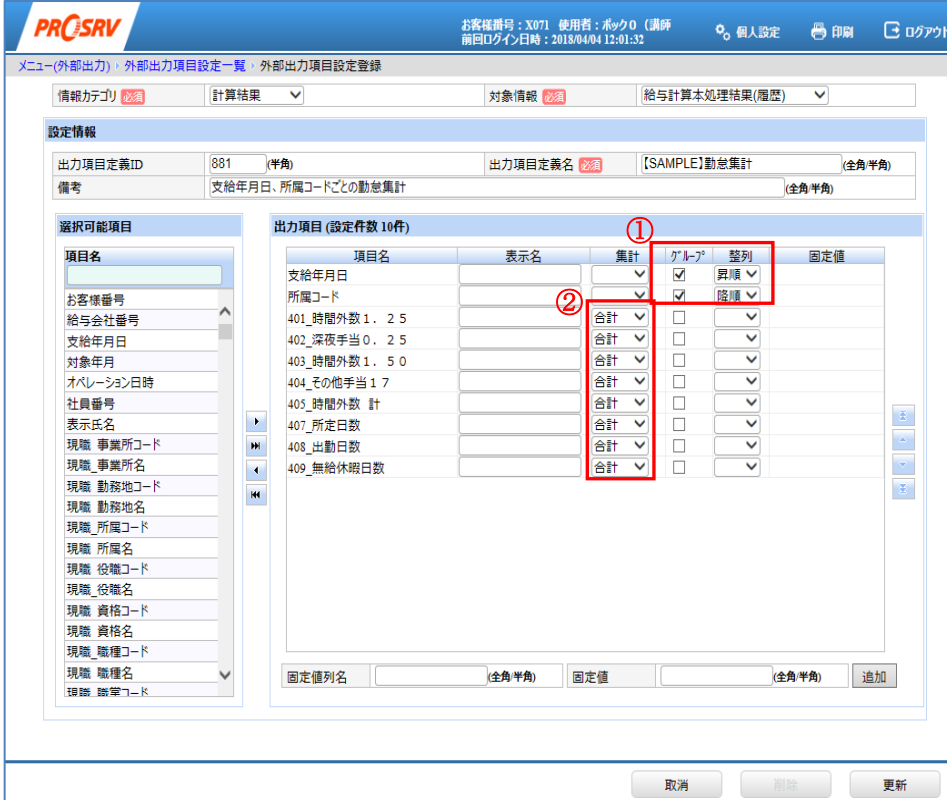 PROSRV
お客様番号：X071 使用者：ボック０（講師
前回ログイン日時：2018/04/04 12:01:32
個人設定
印刷
ログアウト
メニュー(外部出力) › 外部出力項目設定一覧 › 外部出力項目設定登録
情報カテゴリ 必須 計算結果 対象情報 必須 給与計算本処理結果(履歴)
設定情報
出力項目定義ID 881 (半角) 出力項目定義名 必須 【SAMPLE】勤怠集計 (全角/半角)
備考 支給年月日、所属コードごとの勤怠集計 (全角/半角)
選択可能項目
項目名
お客様番号
給与会社番号
支給年月日
対象年月
オペレーション日時
社員番号
表示氏名
現職_事業所コード
現職_事業所名
現職_勤務地コード
現職_勤務地名
現職_所属コード
現職_所属名
現職_役職コード
現職_役職名
現職_資格コード
現職_資格名
現職_職種コード
現職_職種名
現職_職掌コード
出力項目 (設定件数 10件)
①
項目名 表示名 集計 ｸﾞﾙｰﾌﾟ 整列 固定値
支給年月日 昇順
所属コード 降順
②
401_時間外数１．２５ 合計
402_深夜手当０．２５ 合計
403_時間外数１．５０ 合計
404_その他手当１７ 合計
405_時間外数 計 合計
407_所定日数 合計
408_出勤日数 合計
409_無給休暇日数 合計
固定値列名 (全角/半角) 固定値 (全角/半角) 追加
取消 削除 更新